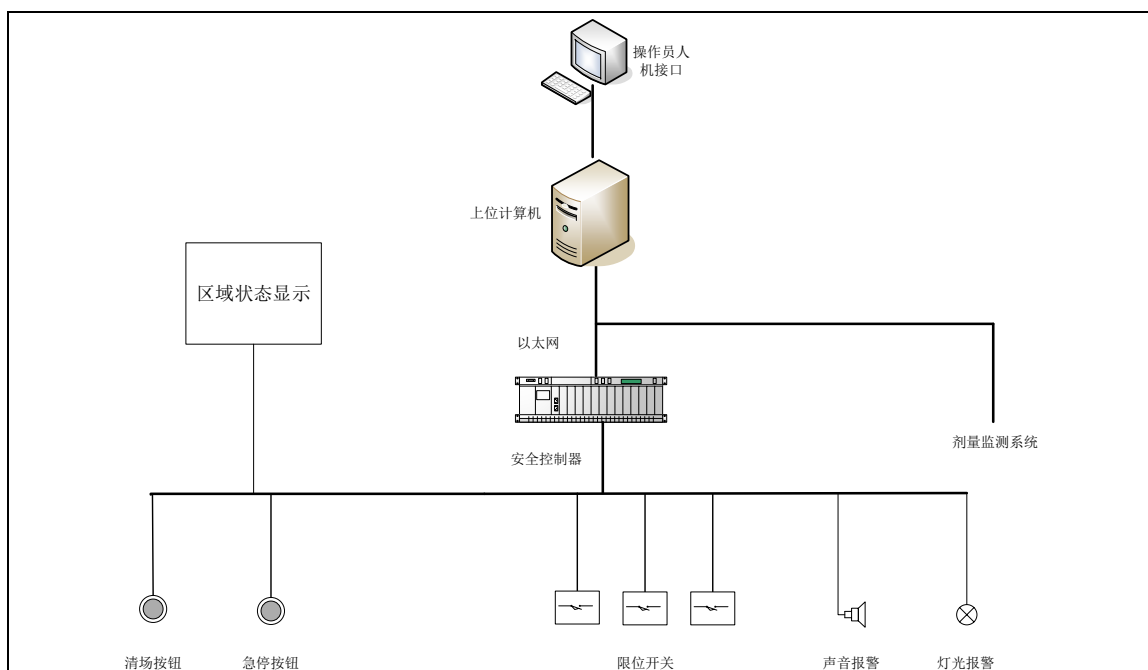 操作员人
机接口
上位计算机
区域状态显示
以太网
安全控制器
剂量监测系统
清场按钮
急停按钮
限位开关
声音报警
灯光报警